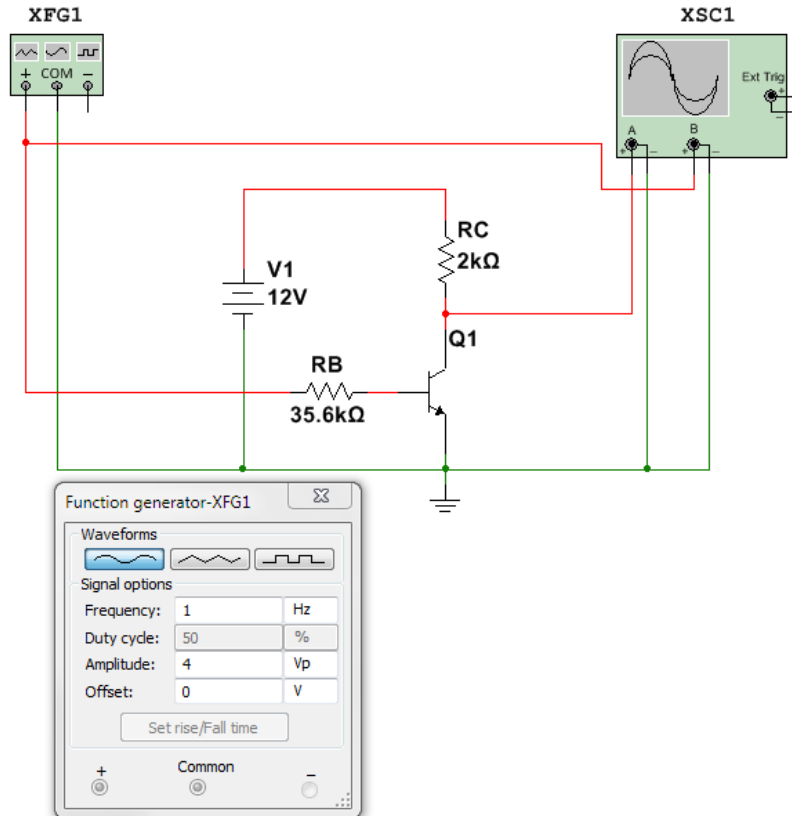 XFG1
XSC1
COM
+
−
Ext Trig
+
−
A
B
+
−
+
−
RC
2kΩ
V1
12V
Q1
RB
35.6kΩ
Function generator-XFG1
Waveforms
Signal options
Frequency: 1 Hz
Duty cycle: 50 %
Amplitude: 4 Vp
Offset: 0 V
Set rise/Fall time
+ Common −